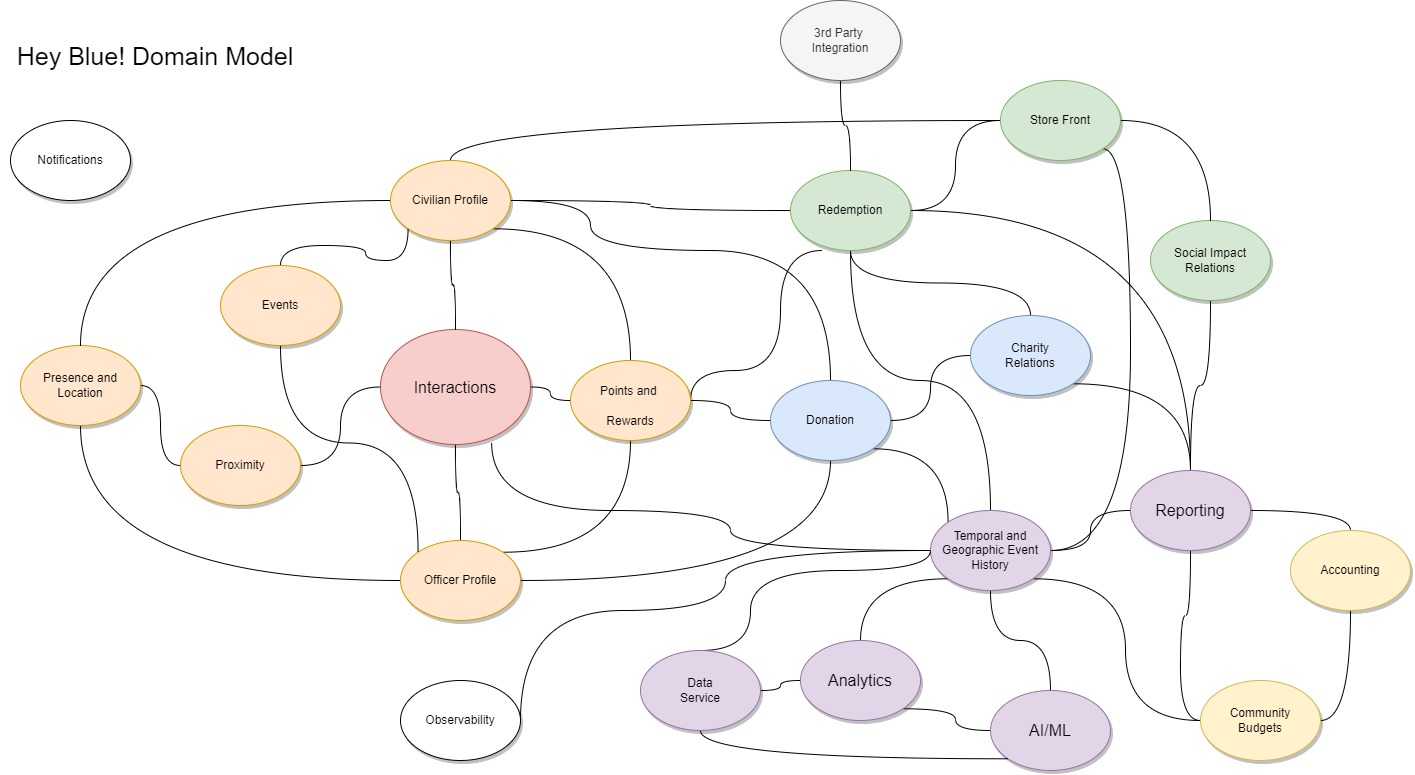 3rd Party
Integration
Hey Blue! Domain Model
Store Front
Notifications
Civilian Profile
Redemption
Social Impact
Relations
Events
Charity
Relations
Presence and
Location
Interactions
Points and
Rewards
Donation
Proximity
Reporting
Temporal and
Geographic Event
History
Accounting
Officer Profile
Data
Service
Analytics
Observability
AI/ML
Community
Budgets